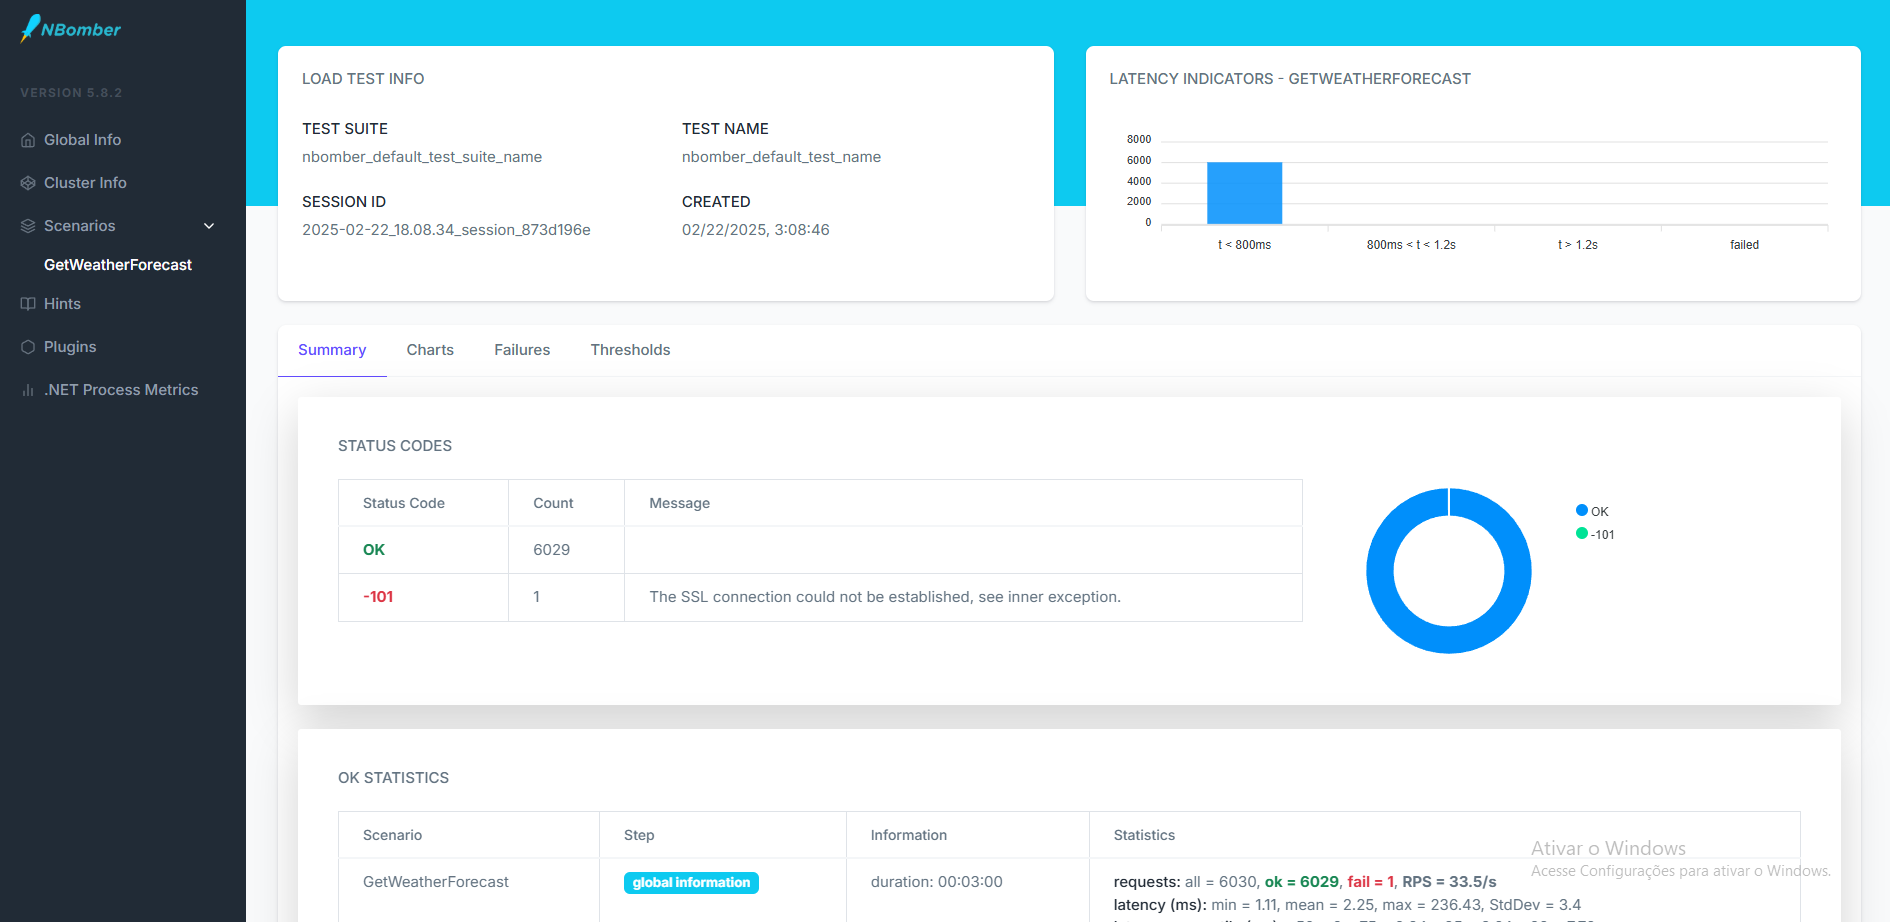 NBomber
VERSION 5.8.2
Global Info
Cluster Info
Scenarios
GetWeatherForecast
Hints
Plugins
.NET Process Metrics
LOAD TEST INFO
TEST SUITE
nbomber_default_test_suite_name
TEST NAME
nbomber_default_test_name
SESSION ID
2025-02-22_18.08.34_session_873d196e
CREATED
02/22/2025, 3:08:46
LATENCY INDICATORS - GETWEATHERFORECAST
8000
6000
4000
2000
0
t < 800ms
800ms < t < 1.2s
t > 1.2s
failed
Summary
Charts
Failures
Thresholds
STATUS CODES
Status Code Count Message
OK 6029
-101 1 The SSL connection could not be established, see inner exception.
OK
-101
OK STATISTICS
Scenario Step Information Statistics
GetWeatherForecast global information duration: 00:03:00 requests: all = 6030, ok = 6029, fail = 1, RPS = 33.5/s
latency (ms): min = 1.11, mean = 2.25, max = 236.43, StdDev = 3.4
Ativar o Windows
Acesse Configurações para ativar o Windows.